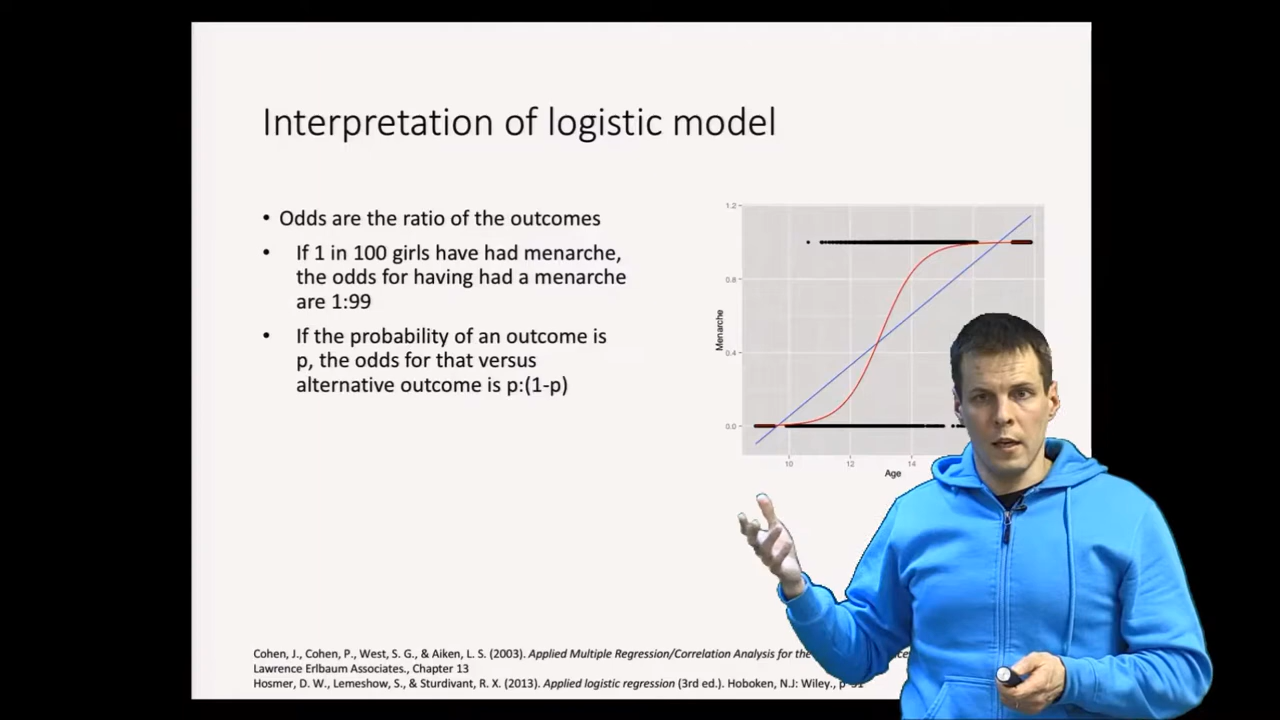 Interpretation of logistic model
• Odds are the ratio of the outcomes
• If 1 in 100 girls have had menarche,
the odds for having had a menarche
are 1:99
• If the probability of an outcome is
p, the odds for that versus
alternative outcome is p:(1-p)
1.2
0.8
0.4
0.0
Menarche
10 12 14
Age
Cohen, J., Cohen, P., West, S. G., & Aiken, L. S. (2003). Applied Multiple Regression/Correlation Analysis for the
Lawrence Erlbaum Associates., Chapter 13
Hosmer, D. W., Lemeshow, S., & Sturdivant, R. X. (2013). Applied logistic regression (3rd ed.). Hoboken, N.J: Wiley.,